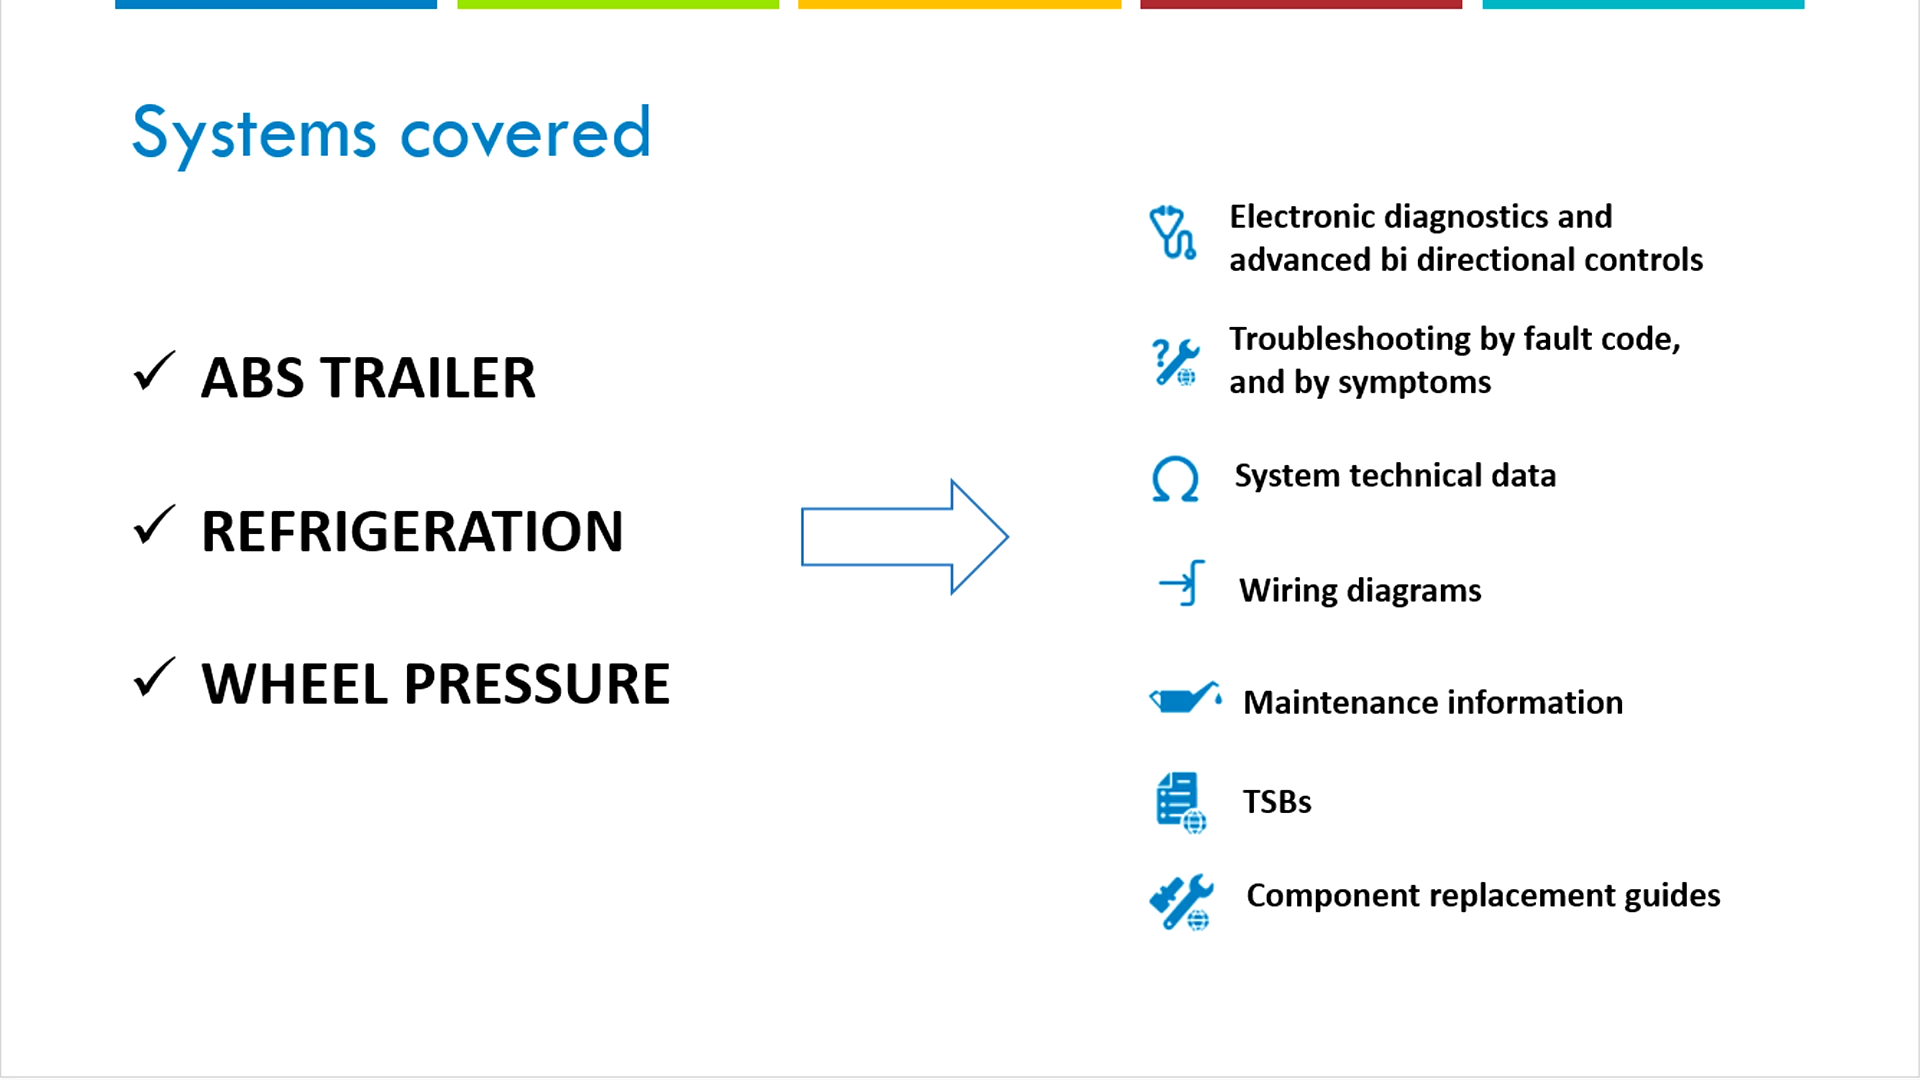 Systems covered
ABS TRAILER
REFRIGERATION
WHEEL PRESSURE
Electronic diagnostics and
advanced bi directional controls
Troubleshooting by fault code,
and by symptoms
System technical data
Wiring diagrams
Maintenance information
TSBs
Component replacement guides